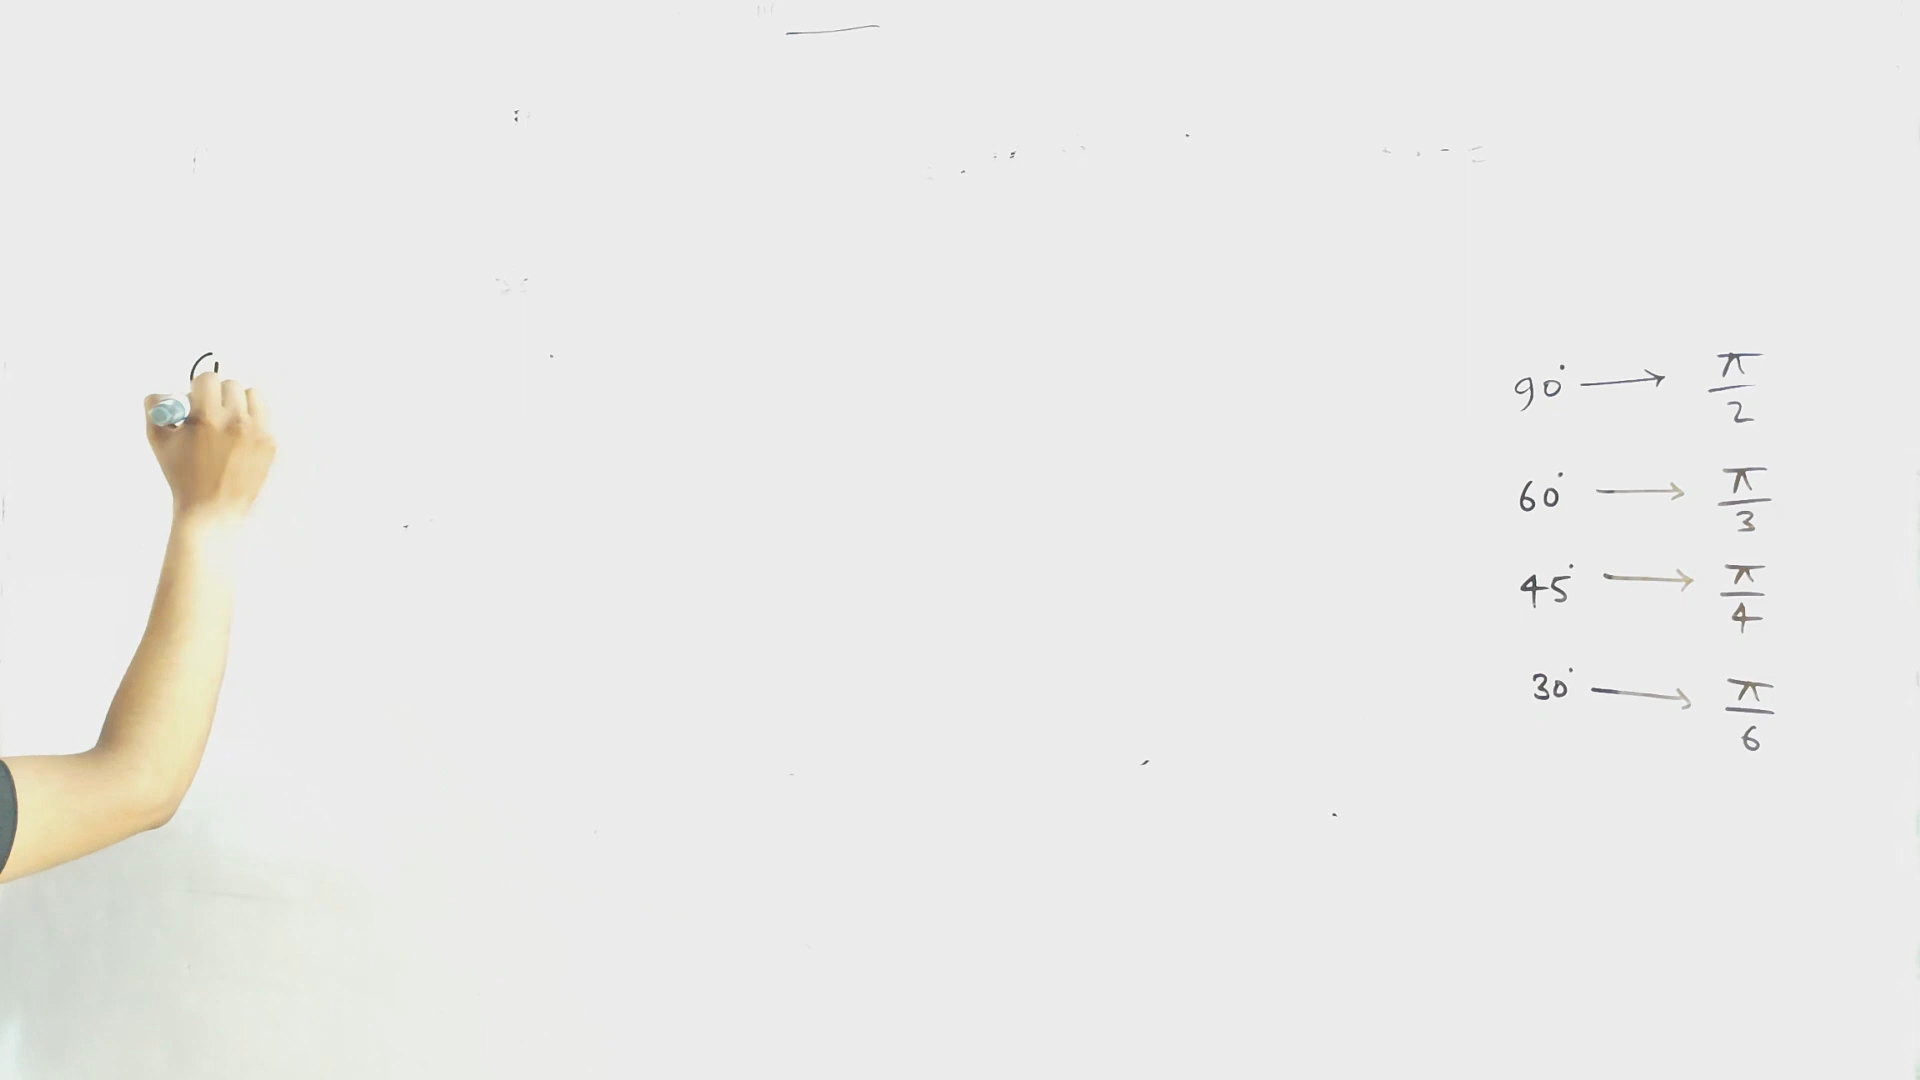 90° → π/2
60° → π/3
45° → π/4
30° → π/6